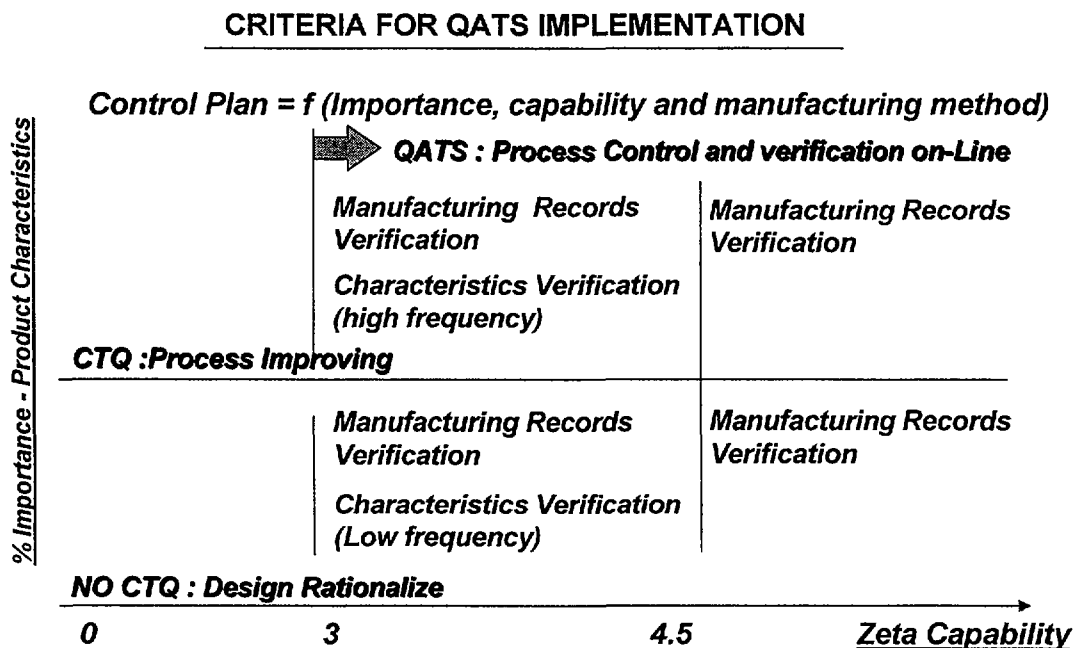 CRITERIA FOR QATS IMPLEMENTATION
Control Plan = f (Importance, capability and manufacturing method)
QATS : Process Control and verification on-Line
Manufacturing Records
Verification
Characteristics Verification
(high frequency)
Manufacturing Records
Verification
CTQ :Process Improving
Manufacturing Records
Verification
Characteristics Verification
(Low frequency)
Manufacturing Records
Verification
NO CTQ : Design Rationalize
0 3 4.5 Zeta Capability
% Importance - Product Characteristics